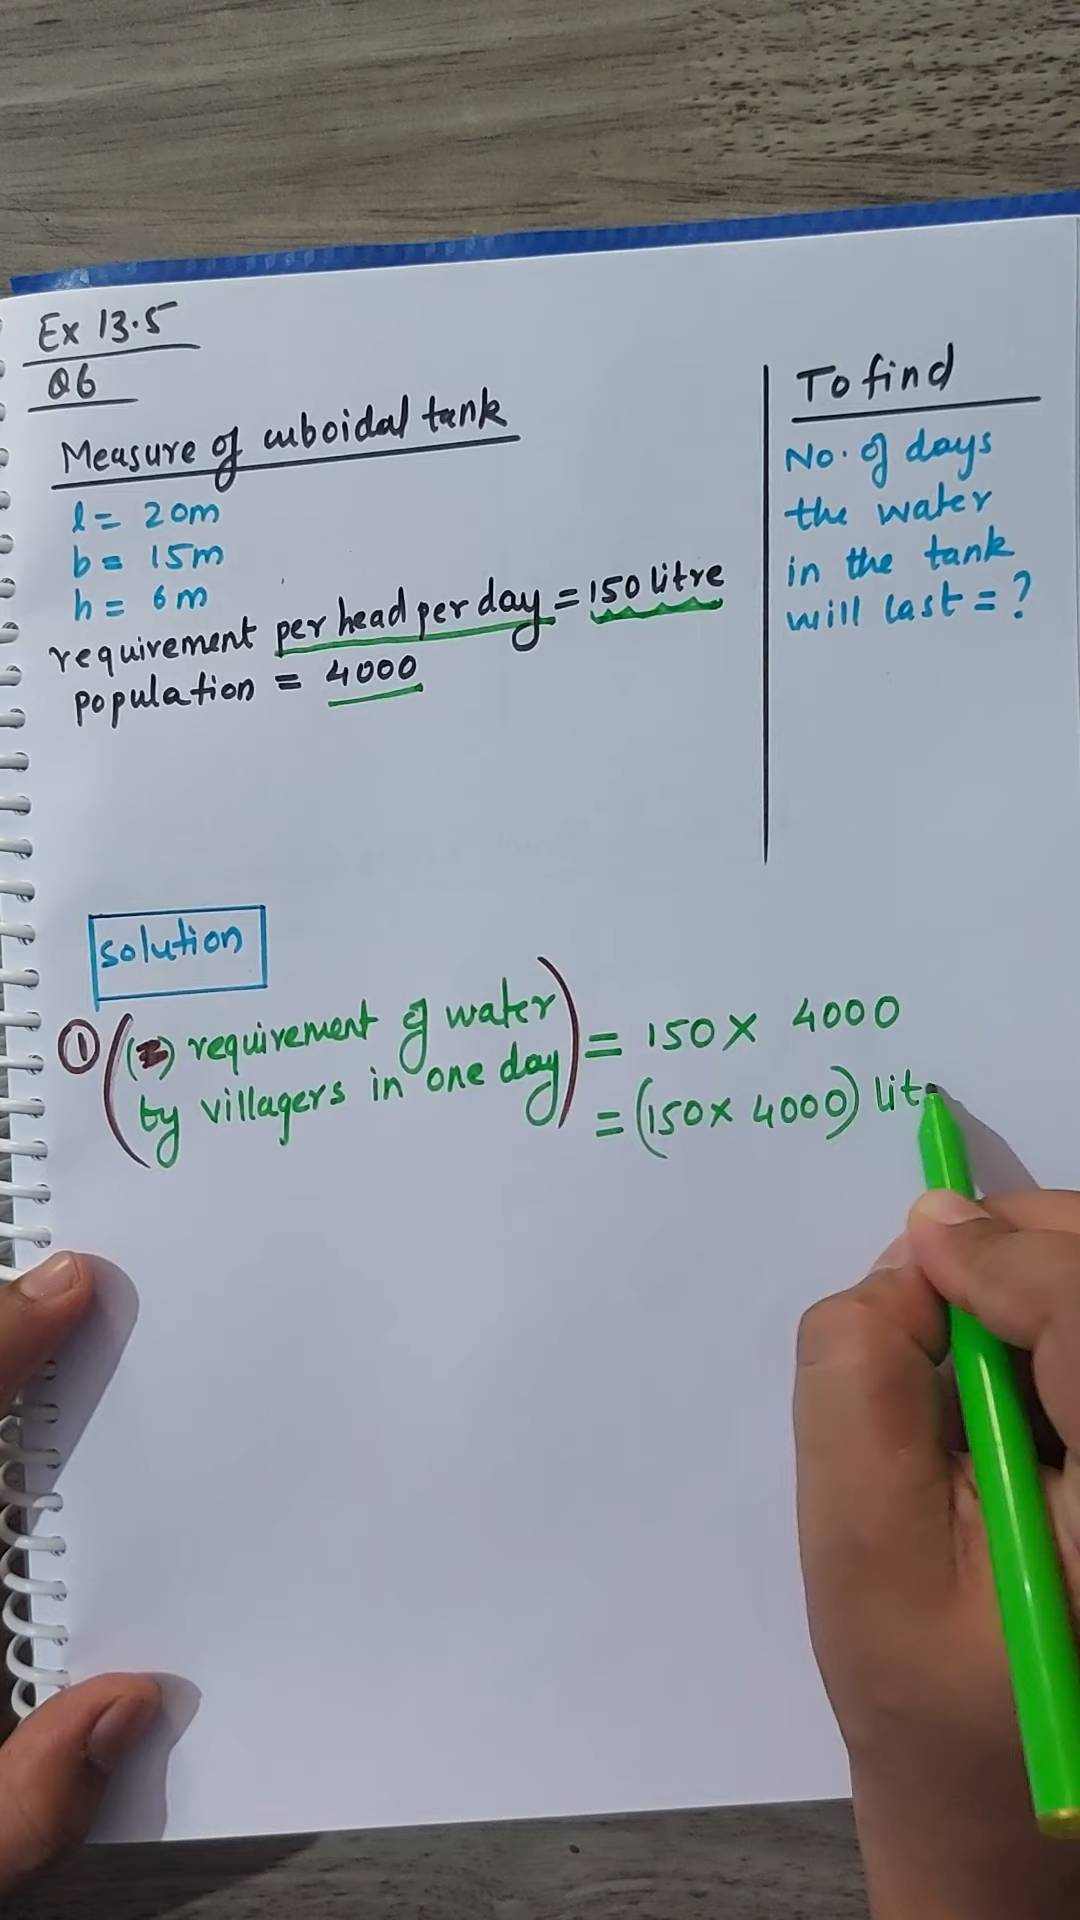 Ex 13.5
Q6
Measure of cuboidal tank
l = 20m
b = 15m
h = 6m
requirement per head per day = 150 litre
population = 4000
To find
No. of days
the water
in the tank
will last = ?
solution
① ( ) requirement of water = 150 × 4000
by villagers in one day = (150 × 4000) lit